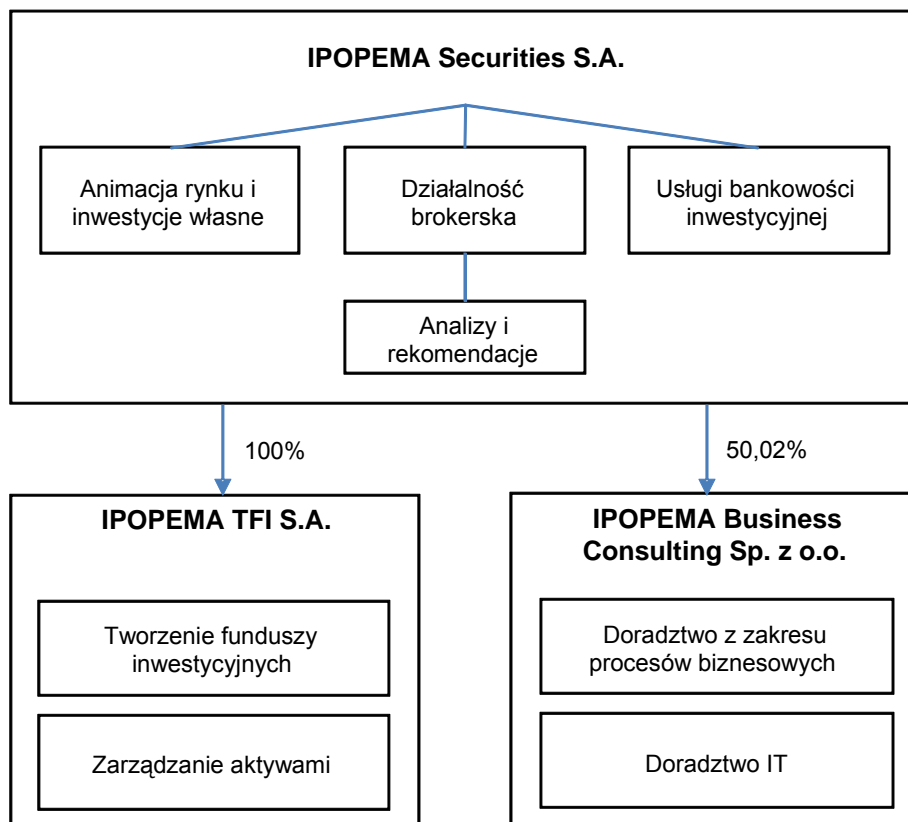 IPOPEMA Securities S.A.
Animacja rynku i
inwestycje własne
Działalność
brokerska
Usługi bankowości
inwestycyjnej
Analizy i
rekomendacje
100%
50,02%
IPOPEMA TFI S.A.
Tworzenie funduszy
inwestycyjnych
Zarządzanie aktywami
IPOPEMA Business
Consulting Sp. z o.o.
Doradztwo z zakresu
procesów biznesowych
Doradztwo IT